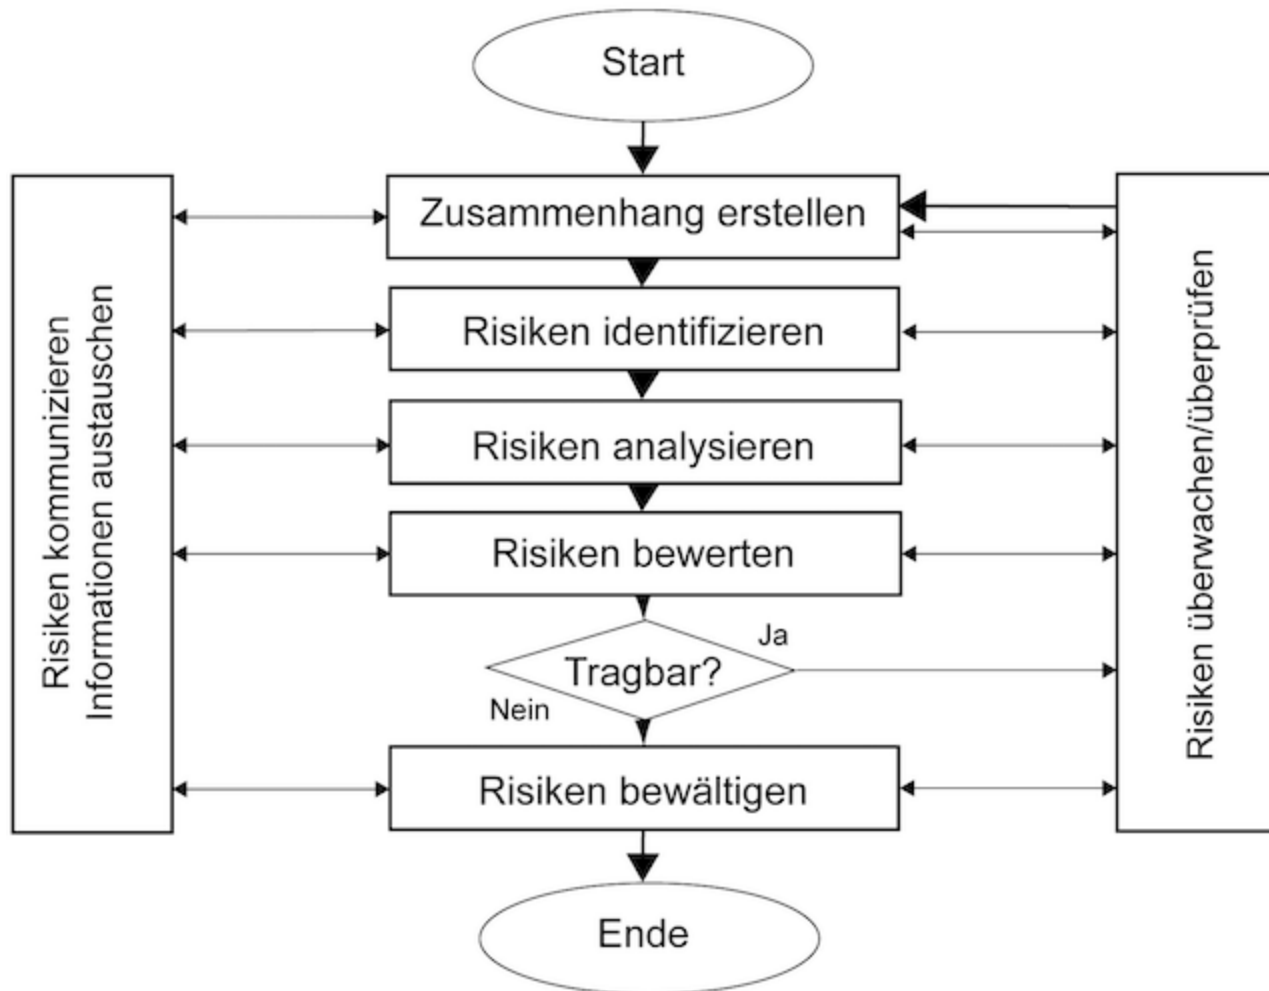 Start
Zusammenhang erstellen
Risiken identifizieren
Risiken analysieren
Risiken bewerten
Tragbar?
Ja
Nein
Risiken bewältigen
Ende
Risiken kommunizieren
Informationen austauschen
Risiken überwachen/überprüfen